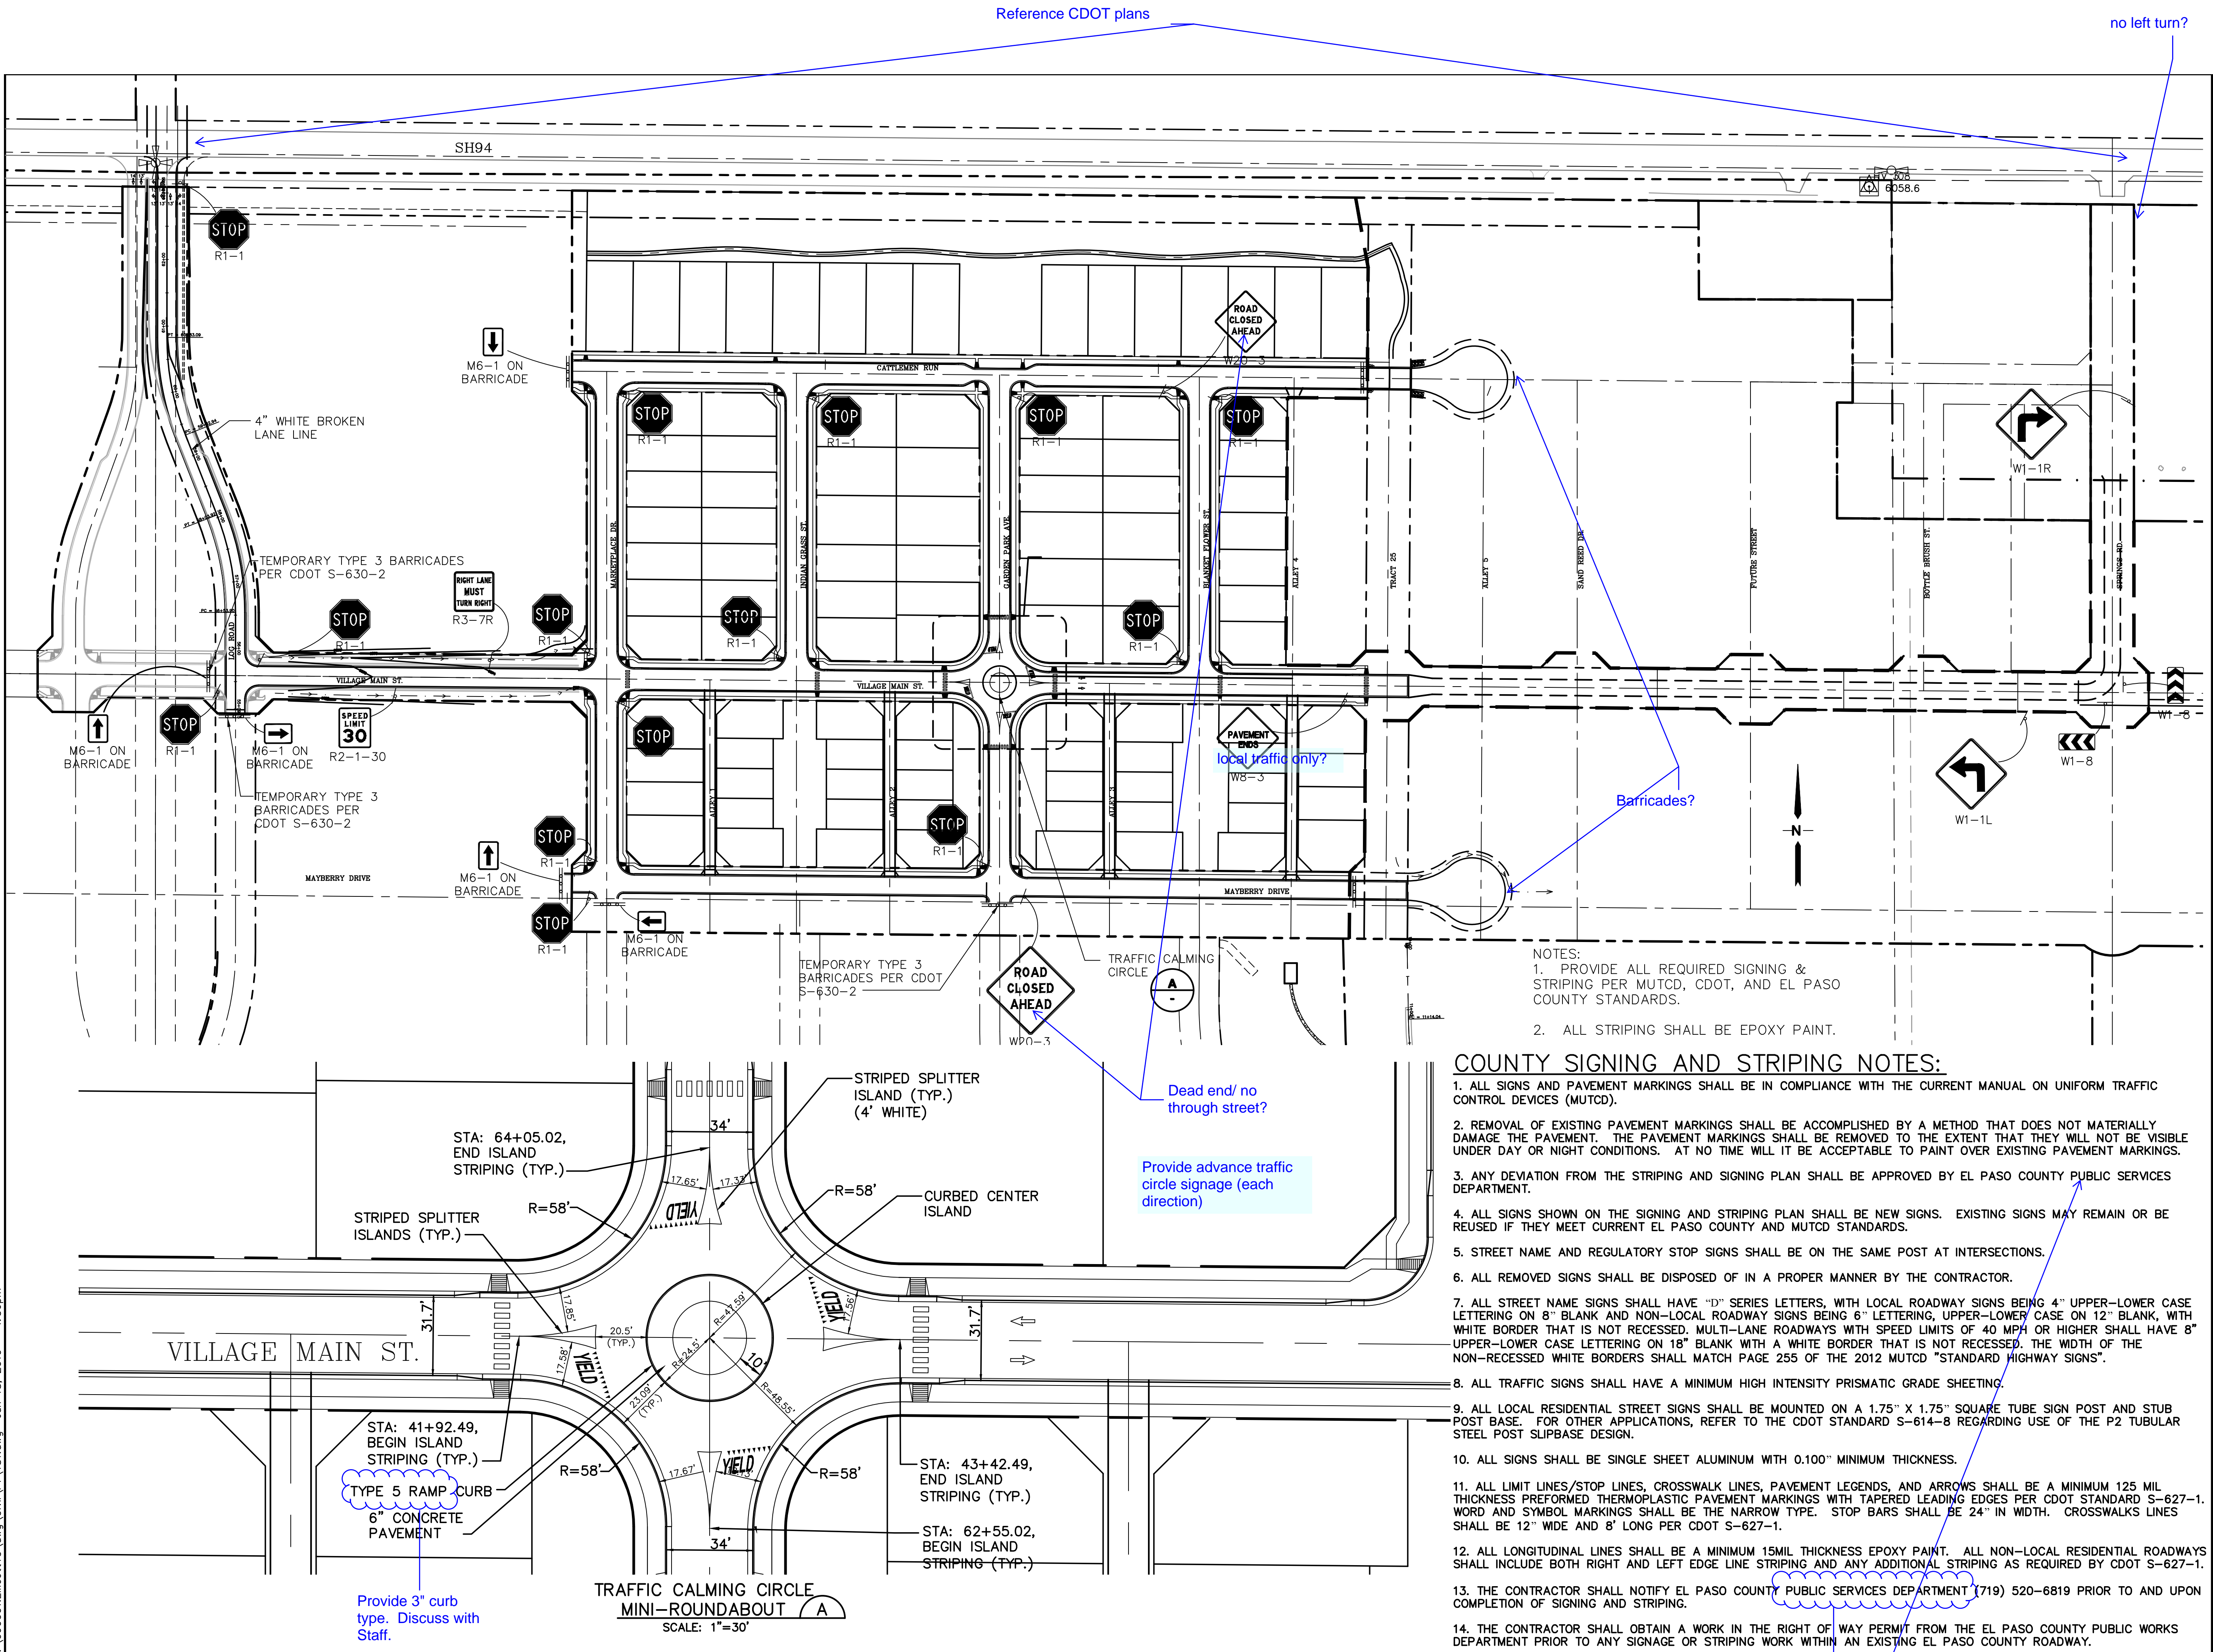 Reference CDOT plans
no left turn?
SH94
6058.6
STOP
R1-1
M6-1 ON
BARRICADE
CATTLEMEN RUN
ROAD
CLOSED
AHEAD
W20-3
STOP
R1-1
STOP
R1-1
STOP
R1-1
STOP
R1-1
4" WHITE BROKEN
LANE LINE
W1-1R
TEMPORARY TYPE 3 BARRICADES
PER CDOT S-630-2
RIGHT LANE
MUST
TURN RIGHT
R3-7R
MARKETPLACE DR.
INDIAN GRASS ST.
GARDEN PARK AVE.
BLANKET FLOWER ST.
ALLEY 4
TRACT 25
ALLEY 5
SAND REED DR.
FUTURE STREET
BOTTLE BRUSH ST.
SPRINGS RD.
LOG ROAD
STOP
R1-1
STOP
R1-1
STOP
R1-1
STOP
R1-1
VILLAGE MAIN ST.
VILLAGE MAIN ST.
M6-1 ON
BARRICADE
STOP
R1-1
M6-1 ON
BARRICADE
SPEED
LIMIT
30
R2-1-30
STOP
PAVEMENT
ENDS
local traffic only?
W8-3
W1-8
W1-8
W1-1L
TEMPORARY TYPE 3
BARRICADES PER
CDOT S-630-2
ALLEY 1
ALLEY 2
ALLEY 3
Barricades?
N
STOP
R1-1
STOP
R1-1
M6-1 ON
BARRICADE
MAYBERRY DRIVE
MAYBERRY DRIVE
STOP
R1-1
M6-1 ON
BARRICADE
TEMPORARY TYPE 3
BARRICADES PER CDOT
S-630-2
ROAD
CLOSED
AHEAD
W20-3
TRAFFIC CALMING
CIRCLE
A
-
NOTES:
1. PROVIDE ALL REQUIRED SIGNING &
STRIPING PER MUTCD, CDOT, AND EL PASO
COUNTY STANDARDS.
2. ALL STRIPING SHALL BE EPOXY PAINT.
Dead end/ no
through street?
Provide advance traffic
circle signage (each
direction)
STRIPED SPLITTER
ISLAND (TYP.)
(4' WHITE)
34'
STA: 64+05.02,
END ISLAND
STRIPING (TYP.)
17.65'
17.33'
YIELD
R=58'
R=58'
CURBED CENTER
ISLAND
STRIPED SPLITTER
ISLANDS (TYP.)
17.85'
R=47.59'
17.56'
YIELD
31.7'
20.5'
(TYP.)
31.7'
VILLAGE MAIN ST.
17.58'
YIELD
R=24.5'
10'
23.09'
(TYP.)
R=48.55'
STA: 41+92.49,
BEGIN ISLAND
STRIPING (TYP.)
R=58'
17.67'
YIELD
R=58'
STA: 43+42.49,
END ISLAND
STRIPING (TYP.)
TYPE 5 RAMP CURB
6" CONCRETE
PAVEMENT
34'
STA: 62+55.02,
BEGIN ISLAND
STRIPING (TYP.)
Provide 3" curb
type. Discuss with
Staff.
TRAFFIC CALMING CIRCLE
MINI-ROUNDABOUT A
SCALE: 1"=30'
COUNTY SIGNING AND STRIPING NOTES:
1. ALL SIGNS AND PAVEMENT MARKINGS SHALL BE IN COMPLIANCE WITH THE CURRENT MANUAL ON UNIFORM TRAFFIC
CONTROL DEVICES (MUTCD).
2. REMOVAL OF EXISTING PAVEMENT MARKINGS SHALL BE ACCOMPLISHED BY A METHOD THAT DOES NOT MATERIALLY
DAMAGE THE PAVEMENT. THE PAVEMENT MARKINGS SHALL BE REMOVED TO THE EXTENT THAT THEY WILL NOT BE VISIBLE
UNDER DAY OR NIGHT CONDITIONS. AT NO TIME WILL IT BE ACCEPTABLE TO PAINT OVER EXISTING PAVEMENT MARKINGS.
3. ANY DEVIATION FROM THE STRIPING AND SIGNING PLAN SHALL BE APPROVED BY EL PASO COUNTY PUBLIC SERVICES
DEPARTMENT.
4. ALL SIGNS SHOWN ON THE SIGNING AND STRIPING PLAN SHALL BE NEW SIGNS. EXISTING SIGNS MAY REMAIN OR BE
REUSED IF THEY MEET CURRENT EL PASO COUNTY AND MUTCD STANDARDS.
5. STREET NAME AND REGULATORY STOP SIGNS SHALL BE ON THE SAME POST AT INTERSECTIONS.
6. ALL REMOVED SIGNS SHALL BE DISPOSED OF IN A PROPER MANNER BY THE CONTRACTOR.
7. ALL STREET NAME SIGNS SHALL HAVE "D" SERIES LETTERS, WITH LOCAL ROADWAY SIGNS BEING 4" UPPER-LOWER CASE
LETTERING ON 8" BLANK AND NON-LOCAL ROADWAY SIGNS BEING 6" LETTERING, UPPER-LOWER CASE ON 12" BLANK, WITH
WHITE BORDER THAT IS NOT RECESSED. MULTI-LANE ROADWAYS WITH SPEED LIMITS OF 40 MPH OR HIGHER SHALL HAVE 8"
UPPER-LOWER CASE LETTERING ON 18" BLANK WITH A WHITE BORDER THAT IS NOT RECESSED. THE WIDTH OF THE
NON-RECESSED WHITE BORDERS SHALL MATCH PAGE 255 OF THE 2012 MUTCD "STANDARD HIGHWAY SIGNS".
8. ALL TRAFFIC SIGNS SHALL HAVE A MINIMUM HIGH INTENSITY PRISMATIC GRADE SHEETING.
9. ALL LOCAL RESIDENTIAL STREET SIGNS SHALL BE MOUNTED ON A 1.75" X 1.75" SQUARE TUBE SIGN POST AND STUB
POST BASE. FOR OTHER APPLICATIONS, REFER TO THE CDOT STANDARD S-614-8 REGARDING USE OF THE P2 TUBULAR
STEEL POST SLIPBASE DESIGN.
10. ALL SIGNS SHALL BE SINGLE SHEET ALUMINUM WITH 0.100" MINIMUM THICKNESS.
11. ALL LIMIT LINES/STOP LINES, CROSSWALK LINES, PAVEMENT LEGENDS, AND ARROWS SHALL BE A MINIMUM 125 MIL
THICKNESS PREFORMED THERMOPLASTIC PAVEMENT MARKINGS WITH TAPERED LEADING EDGES PER CDOT STANDARD S-627-1.
WORD AND SYMBOL MARKINGS SHALL BE THE NARROW TYPE. STOP BARS SHALL BE 24" IN WIDTH. CROSSWALKS LINES
SHALL BE 12" WIDE AND 8' LONG PER CDOT S-627-1.
12. ALL LONGITUDINAL LINES SHALL BE A MINIMUM 15MIL THICKNESS EPOXY PAINT. ALL NON-LOCAL RESIDENTIAL ROADWAYS
SHALL INCLUDE BOTH RIGHT AND LEFT EDGE LINE STRIPING AND ANY ADDITIONAL STRIPING AS REQUIRED BY CDOT S-627-1.
13. THE CONTRACTOR SHALL NOTIFY EL PASO COUNTY PUBLIC SERVICES DEPARTMENT (719) 520-6819 PRIOR TO AND UPON
COMPLETION OF SIGNING AND STRIPING.
14. THE CONTRACTOR SHALL OBTAIN A WORK IN THE RIGHT OF WAY PERMIT FROM THE EL PASO COUNTY PUBLIC WORKS
DEPARTMENT PRIOR TO ANY SIGNAGE OR STRIPING WORK WITHIN AN EXISTING EL PASO COUNTY ROADWAY.